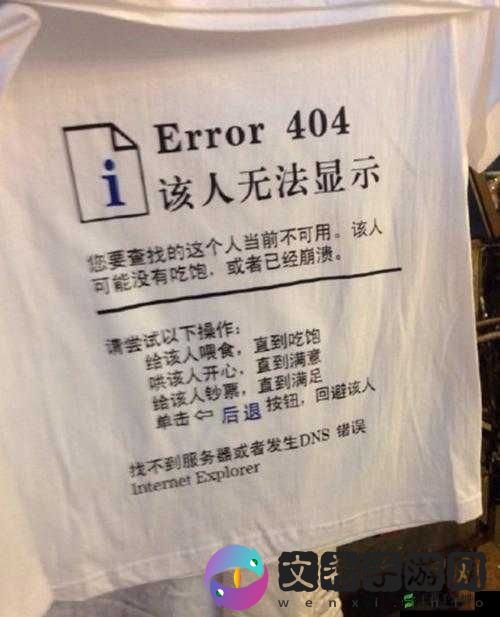 i
Error 404
该人无法显示
您要查找的这个人当前不可用。该人
可能没有吃饱，或者已经崩溃。
请尝试以下操作：
给该人喂食，直到吃饱
哄该人开心，直到满意
给该人钞票，直到满足
单击⇦ 后退 按钮，回避该人
找不到服务器或者发生DNS 错误
Internet Explorer
游网